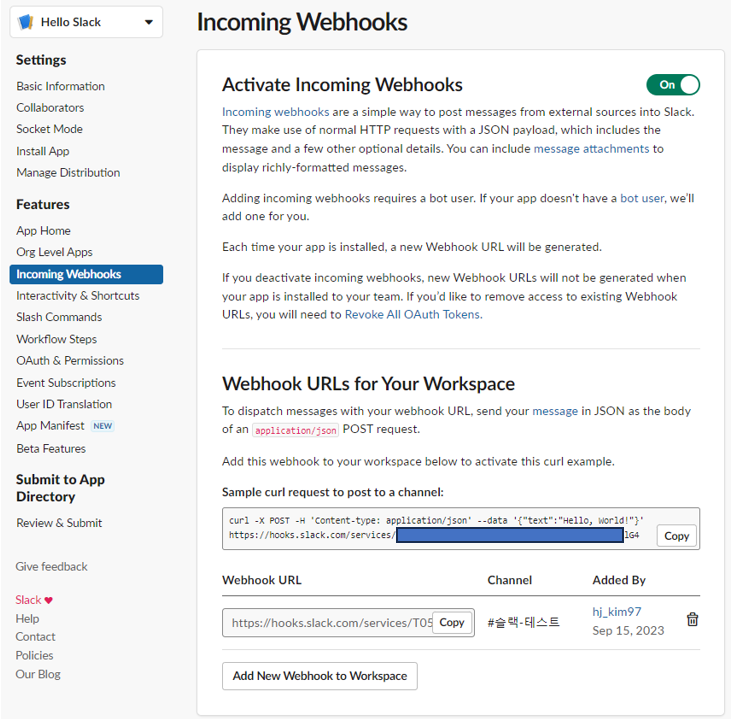 Hello Slack
Incoming Webhooks
Settings
Basic Information
Collaborators
Socket Mode
Install App
Manage Distribution
Features
App Home
Org Level Apps
Incoming Webhooks
Interactivity & Shortcuts
Slash Commands
Workflow Steps
OAuth & Permissions
Event Subscriptions
User ID Translation
App Manifest NEW
Beta Features
Submit to App
Directory
Review & Submit
Give feedback
Slack ♥
Help
Contact
Policies
Our Blog
Activate Incoming Webhooks
On
Incoming webhooks are a simple way to post messages from external sources into Slack.
They make use of normal HTTP requests with a JSON payload, which includes the
message and a few other optional details. You can include message attachments to
display richly-formatted messages.
Adding incoming webhooks requires a bot user. If your app doesn't have a bot user, we'll
add one for you.
Each time your app is installed, a new Webhook URL will be generated.
If you deactivate incoming webhooks, new Webhook URLs will not be generated when
your app is installed to your team. If you'd like to remove access to existing Webhook
URLs, you will need to Revoke All OAuth Tokens.
Webhook URLs for Your Workspace
To dispatch messages with your webhook URL, send your message in JSON as the body
of an application/json POST request.
Add this webhook to your workspace below to activate this curl example.
Sample curl request to post to a channel:
curl -X POST -H 'Content-type: application/json' --data '{"text":"Hello, World!"}'
https://hooks.slack.com/services/ lG4
Copy
Webhook URL Channel Added By
https://hooks.slack.com/services/T05 Copy #슬랙-테스트 hj_kim97
Sep 15, 2023
Add New Webhook to Workspace